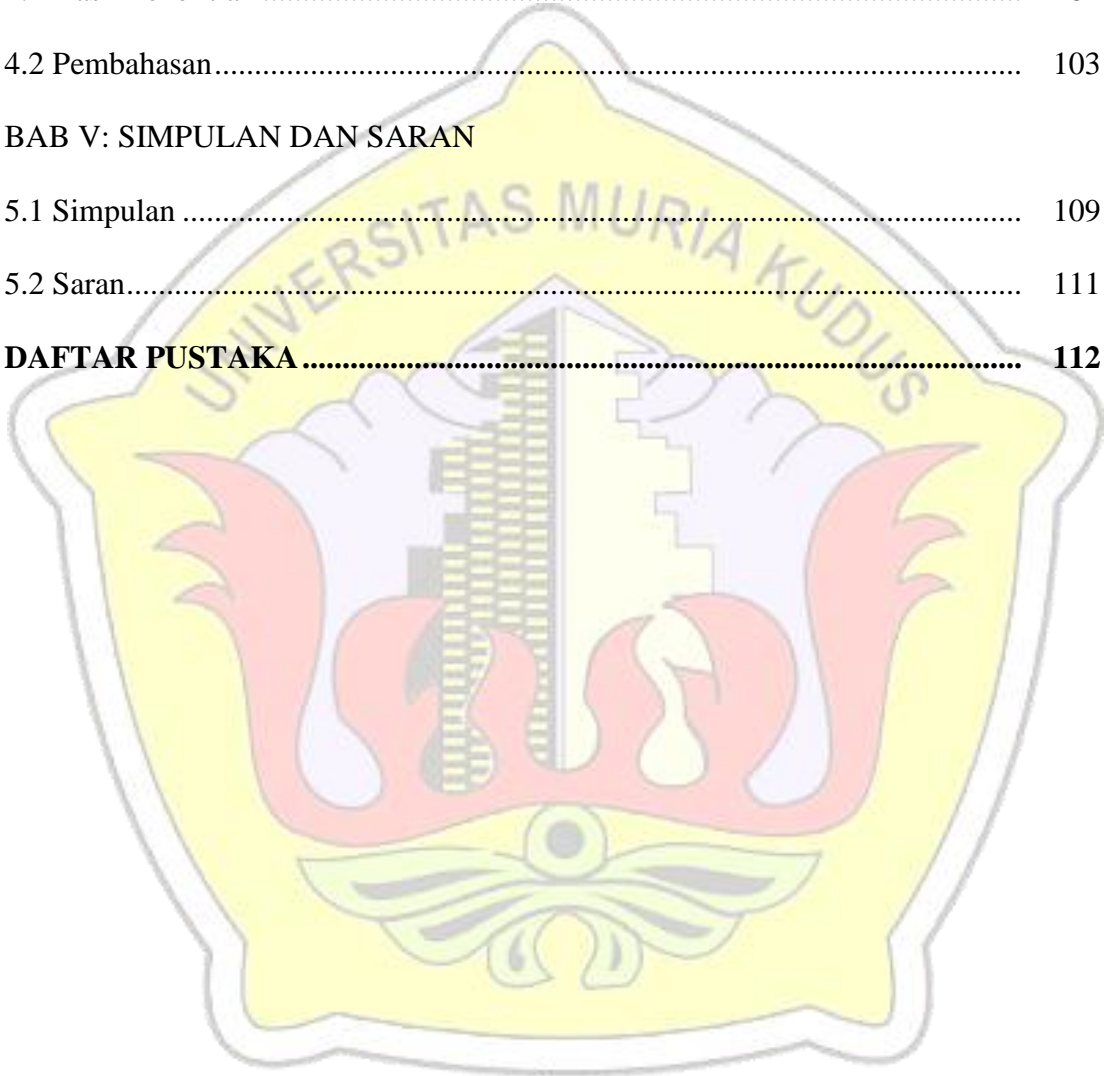 4.2 Pembahasan.......................................................................................................... 103
BAB V: SIMPULAN DAN SARAN
5.1 Simpulan .............................................................................................................. 109
5.2 Saran...................................................................................................................... 111
DAFTAR PUSTAKA ........................................................................................... 112
UNIVERSITAS MURIA KUDUS